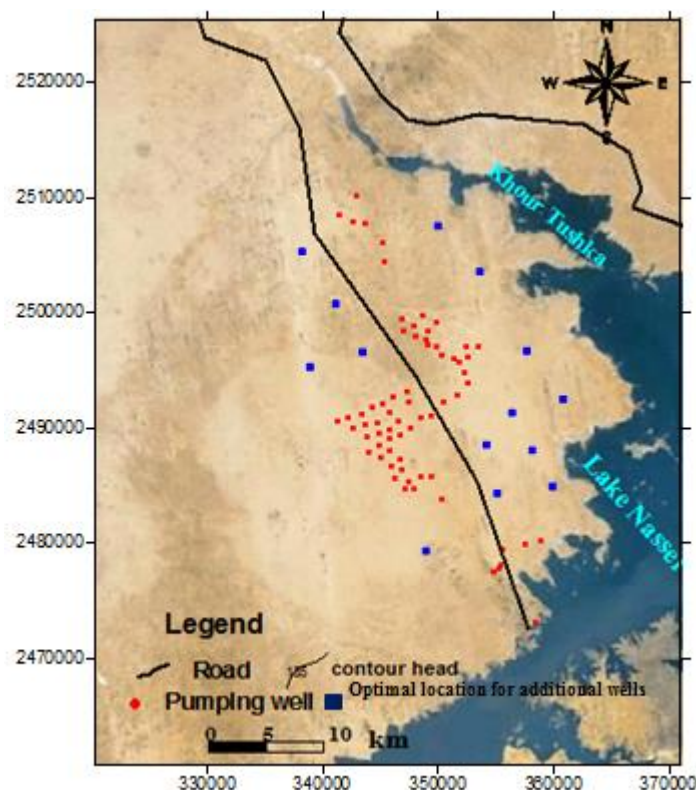 N
2520000
W
E
S
2510000
Khour Tushka
2500000
2490000
Lake Nasser
2480000
Legend
2470000
Road
135
contour head
Pumping well
Optimal location for additional wells
0
5
10
km
330000
340000
350000
360000
370000